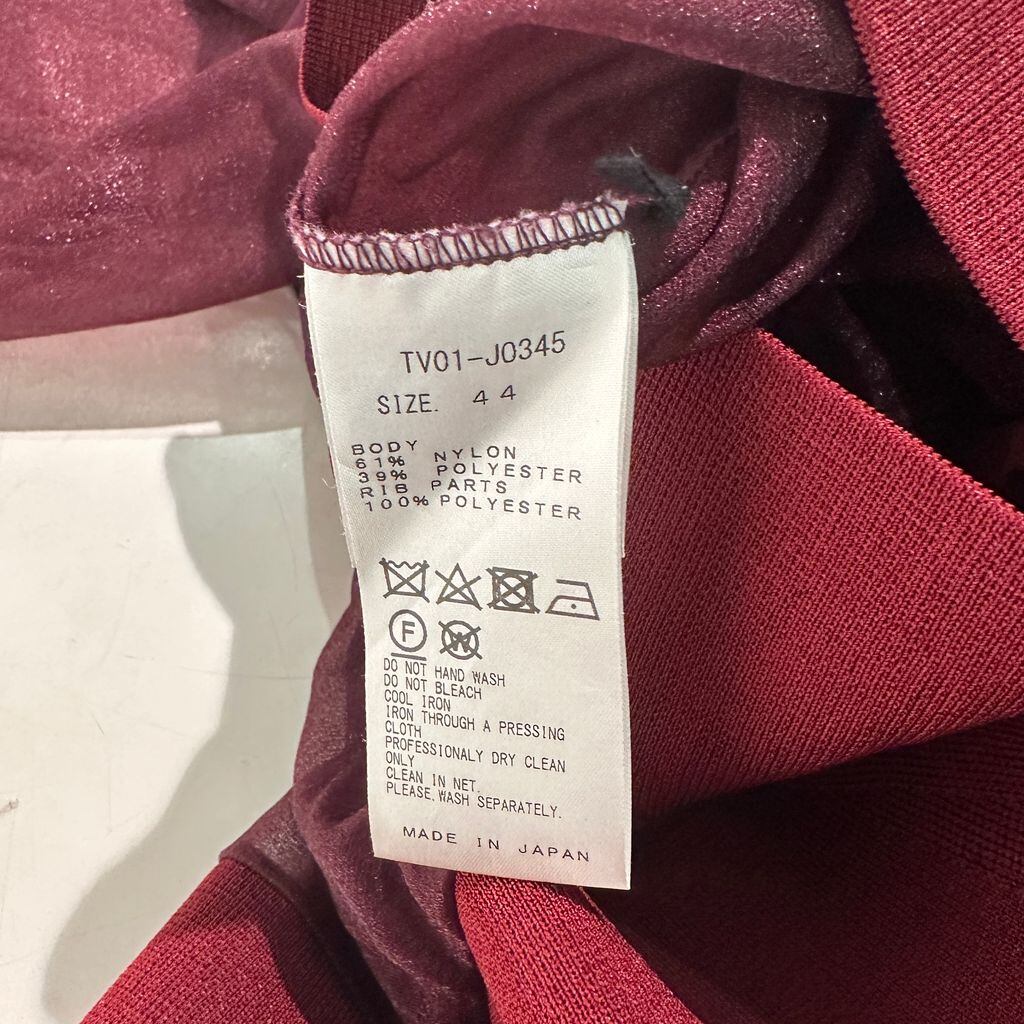 TV01-J0345
SIZE. 44
BODY
61% NYLON
39% POLYESTER
RIB PARTS
100% POLYESTER
F W
DO NOT HAND WASH
DO NOT BLEACH
COOL IRON
IRON THROUGH A PRESSING
CLOTH
PROFESSIONALY DRY CLEAN
ONLY
CLEAN IN NET.
PLEASE.WASH SEPARATELY.
MADE IN JAPAN